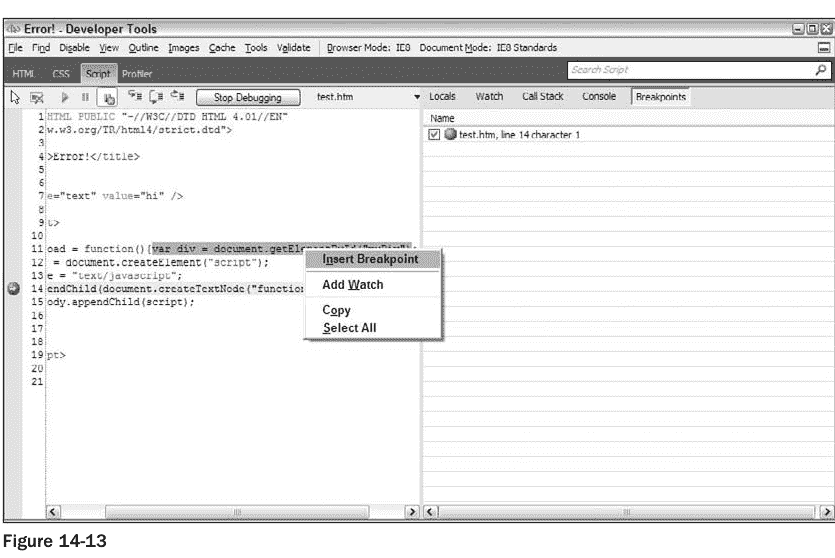 Error! - Developer Tools
File Find Disable View Outline Images Cache Tools Validate Browser Mode: IE8 Document Mode: IE8 Standards
HTML CSS Script Profiler Search Script
Stop Debugging test.htm Locals Watch Call Stack Console Breakpoints
Name
test.htm, line 14 character 1
1 HTML PUBLIC "-//W3C//DTD HTML 4.01//EN"
2 w.w3.org/TR/html4/strict.dtd">
3
4 >Error!</title>
5
6
7 e="text" value="hi" />
8
9 t>
10
11 oad = function(){var div = document.getElementById("myDiv");
12 = document.createElement("script");
13 e = "text/javascript";
14 endChild(document.createTextNode("function
15 ody.appendChild(script);
16
17
18
19 pt>
20
21
Insert Breakpoint
Add Watch
Copy
Select All
Figure 14-13